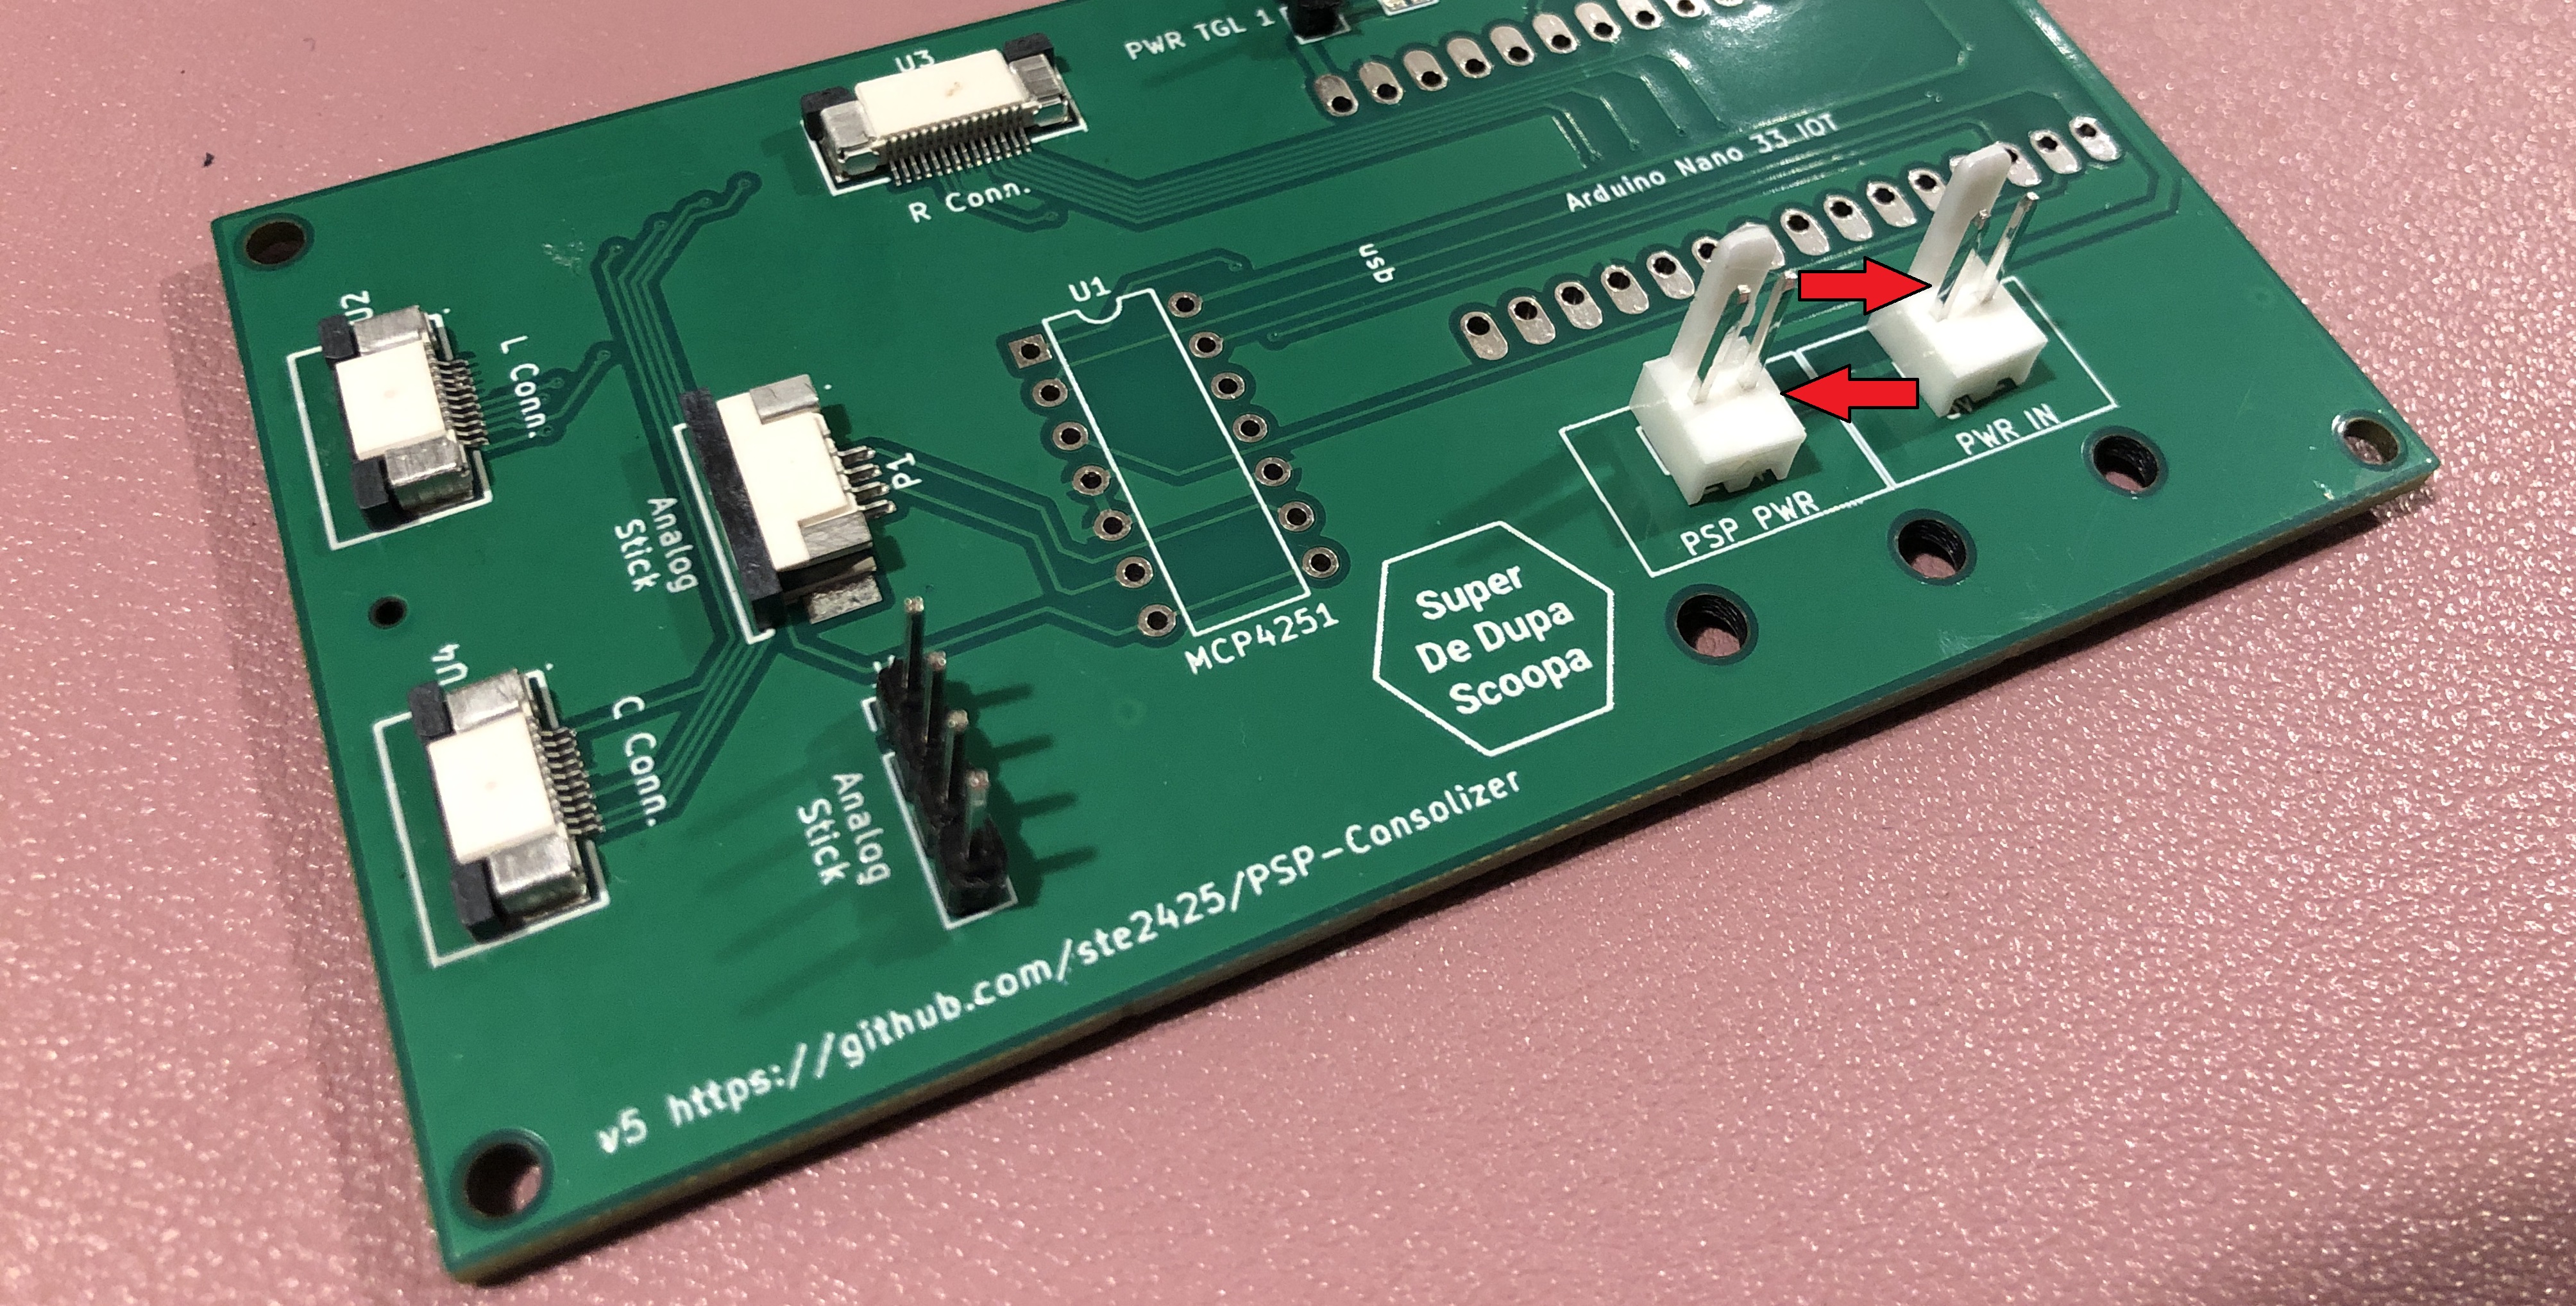 PWR TGL 1
U3
R Conn.
Arduino Nano 33 IOT
usb
U2
L Conn.
U1
MCP4251
P1
Analog
Stick
PWR IN
PSP PWR
Super
De Dupa
Scoopa
U4
C Conn.
Analog
Stick
v5 https://github.com/ste2425/PSP-Consolizer